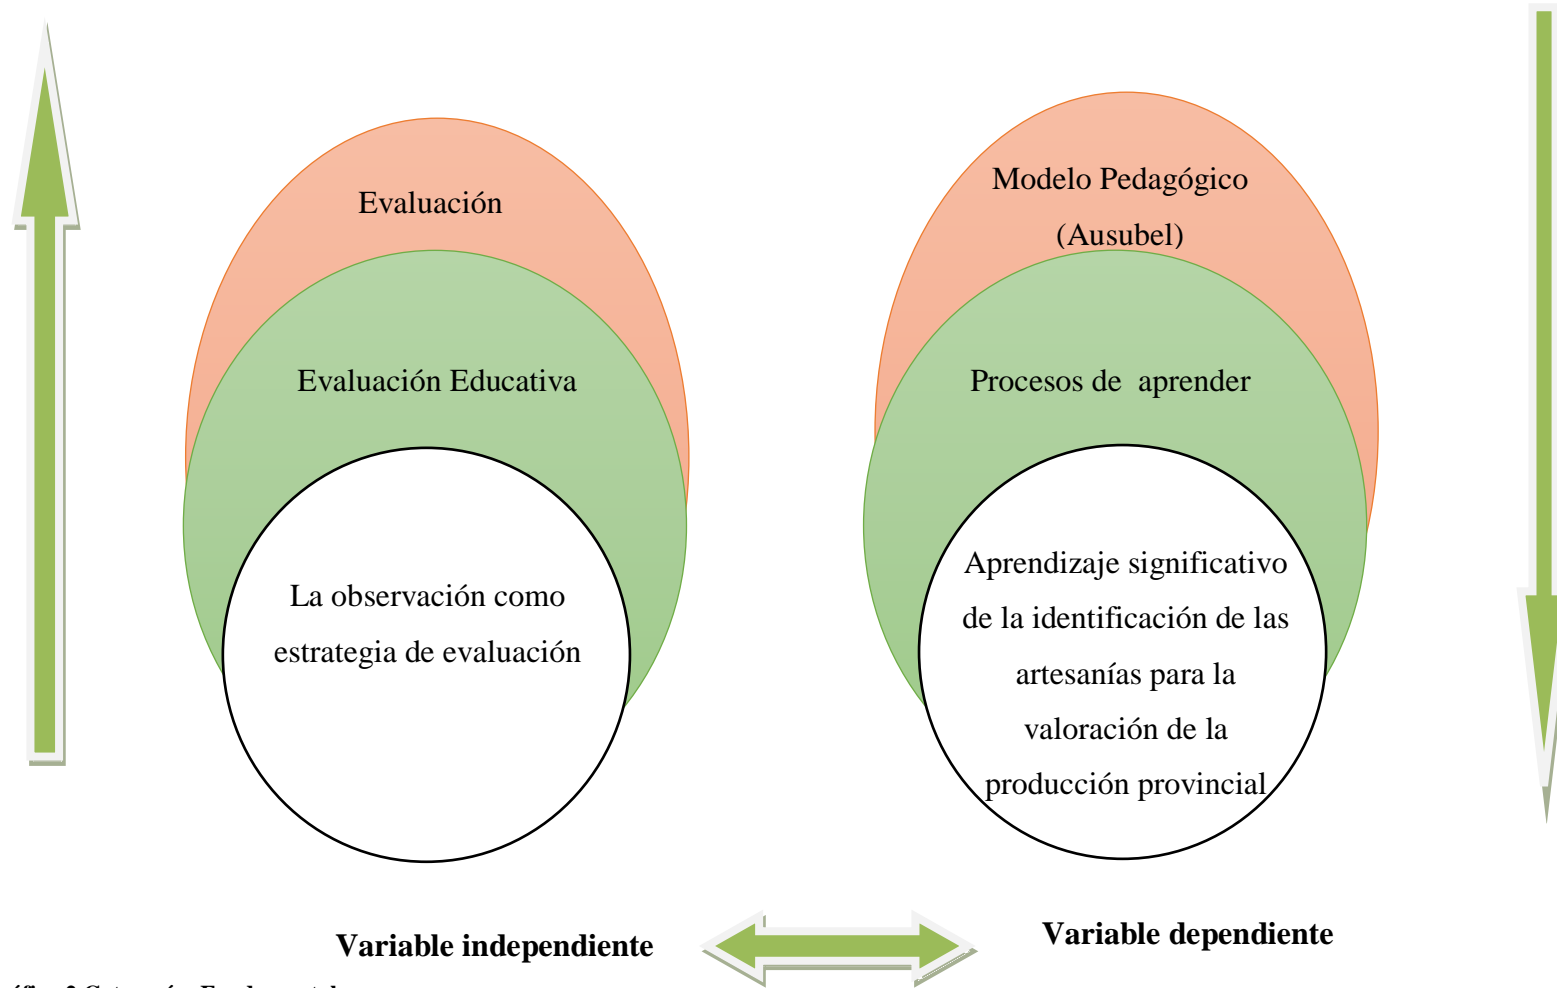 Evaluación
Evaluación Educativa
La observación como
estrategia de evaluación
Modelo Pedagógico
(Ausubel)
Procesos de aprender
Aprendizaje significativo
de la identificación de las
artesanías para la
valoración de la
producción provincial
Variable independiente
Variable dependiente